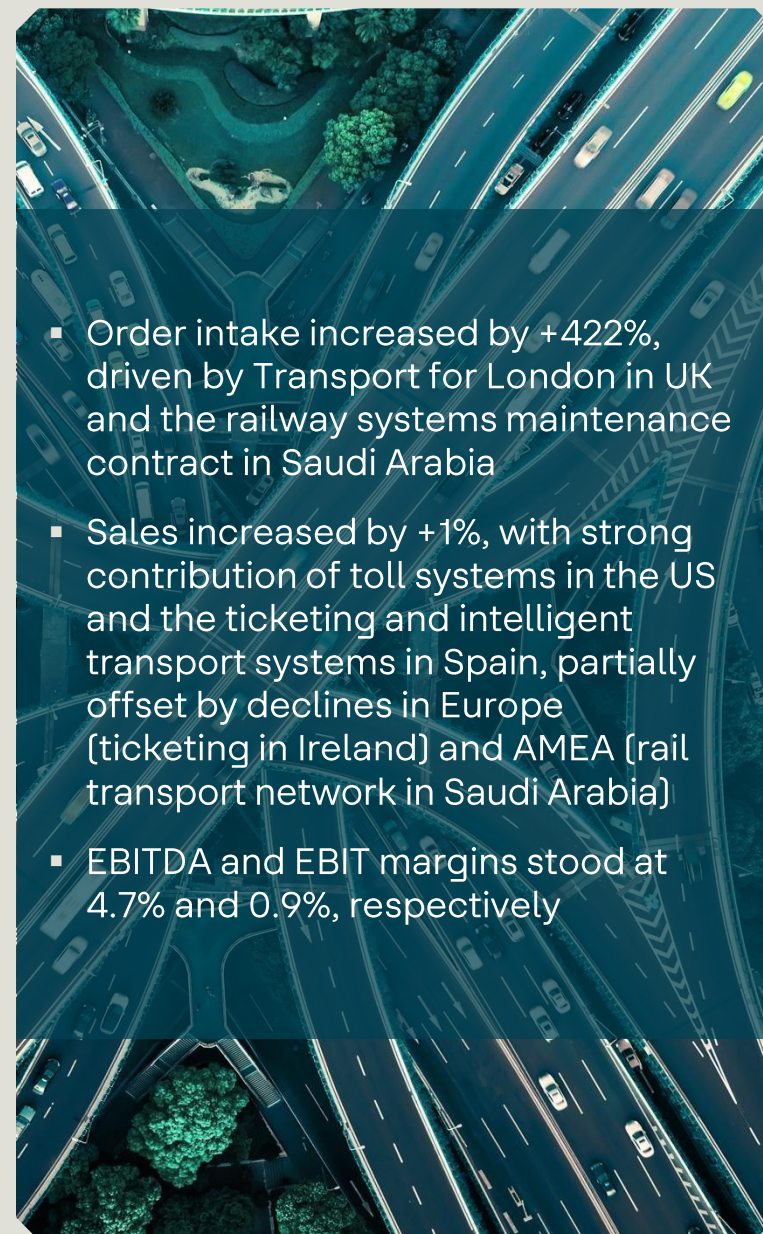 ▪ Order intake increased by +422%,
driven by Transport for London in UK
and the railway systems maintenance
contract in Saudi Arabia
▪ Sales increased by +1%, with strong
contribution of toll systems in the US
and the ticketing and intelligent
transport systems in Spain, partially
offset by declines in Europe
(ticketing in Ireland) and AMEA (rail
transport network in Saudi Arabia)
▪ EBITDA and EBIT margins stood at
4.7% and 0.9%, respectively